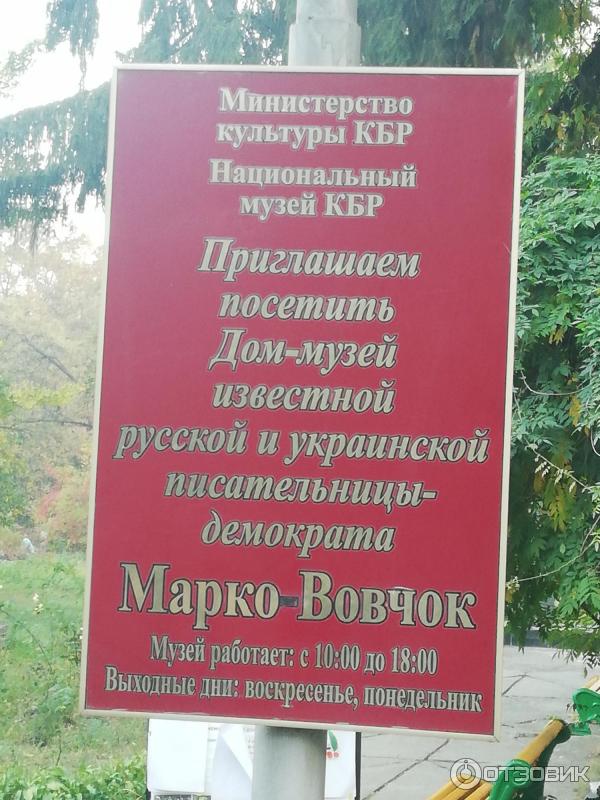 Министерство
культуры КБР
Национальный
музей КБР
Приглашаем
посетить
Дом-музей
известной
русской и украинской
писательницы-
демократа
Марко-Вовчок
Музей работает: с 10:00 до 18:00
Выходные дни: воскресенье, понедельник
ОТЗОВИК